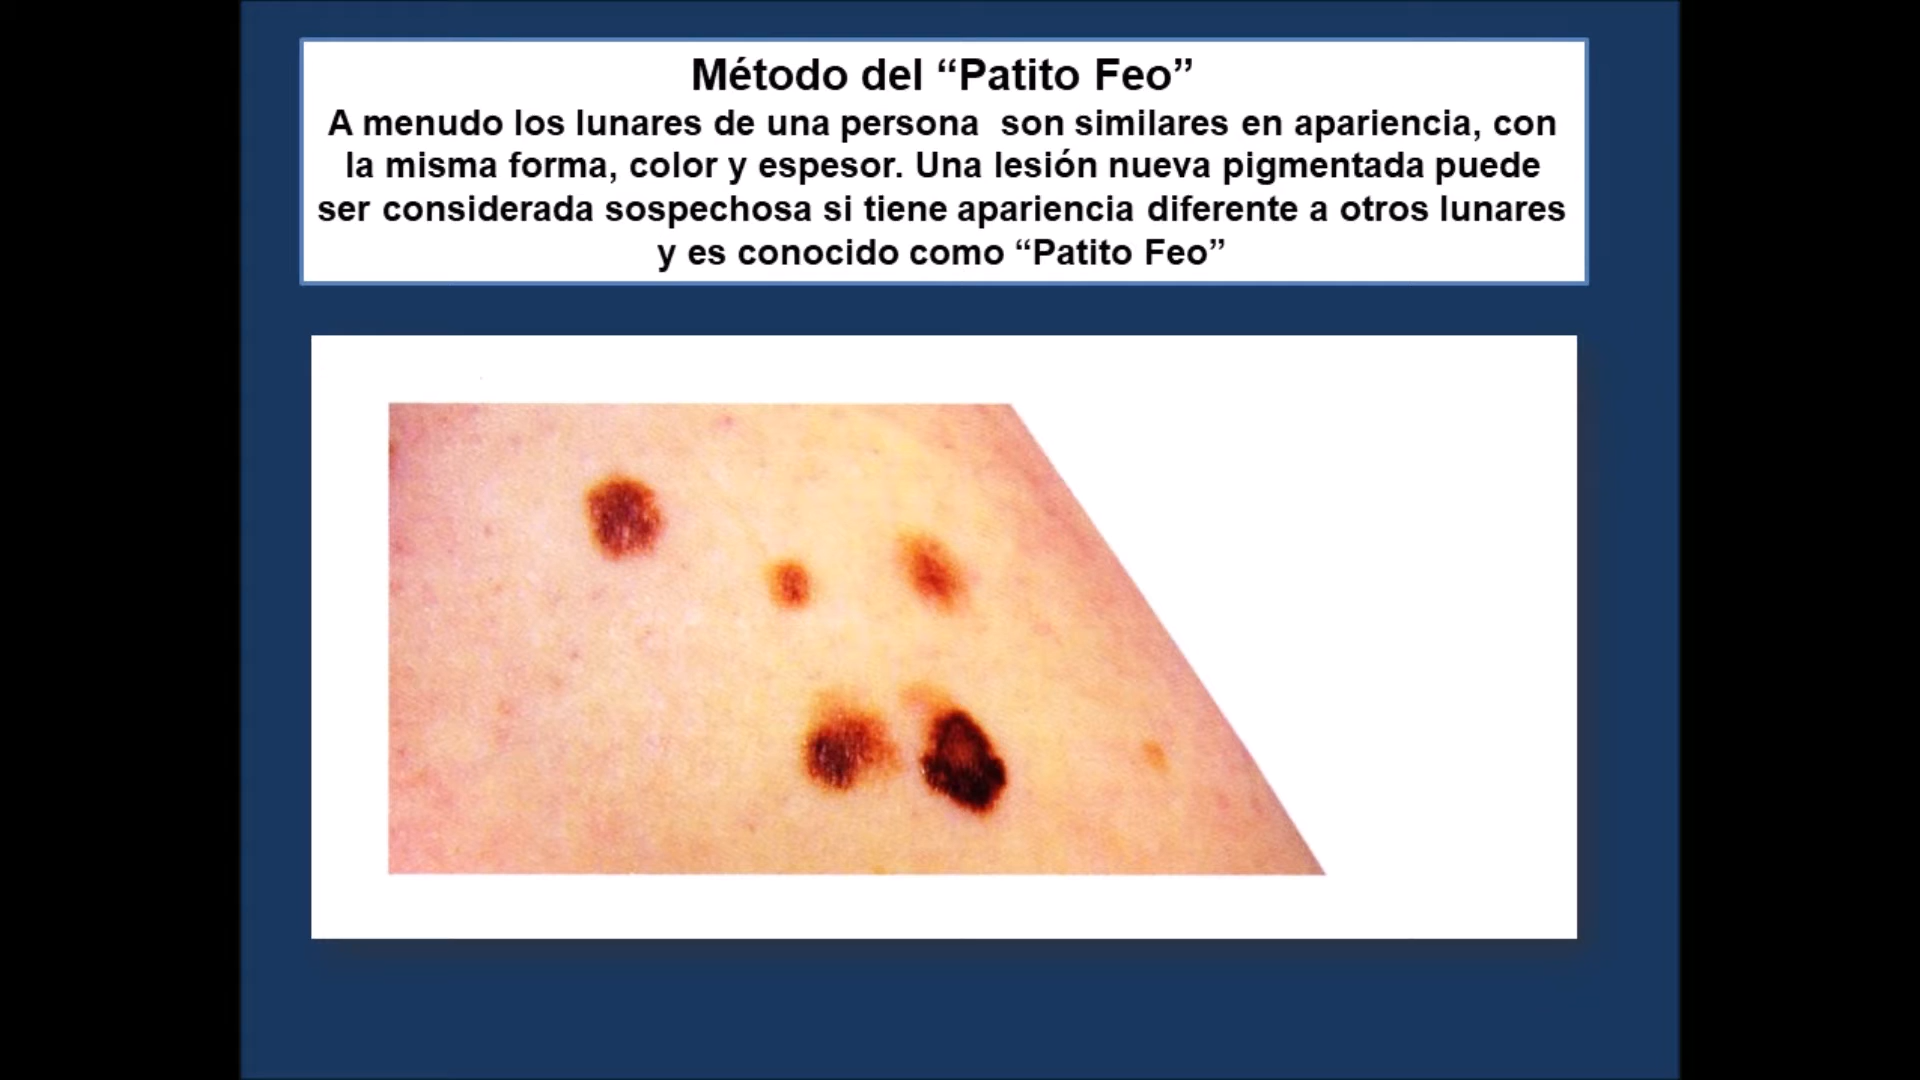 Método del “Patito Feo”
A menudo los lunares de una persona  son similares en apariencia, con
la misma forma, color y espesor. Una lesión nueva pigmentada puede
ser considerada sospechosa si tiene apariencia diferente a otros lunares
y es conocido como “Patito Feo”